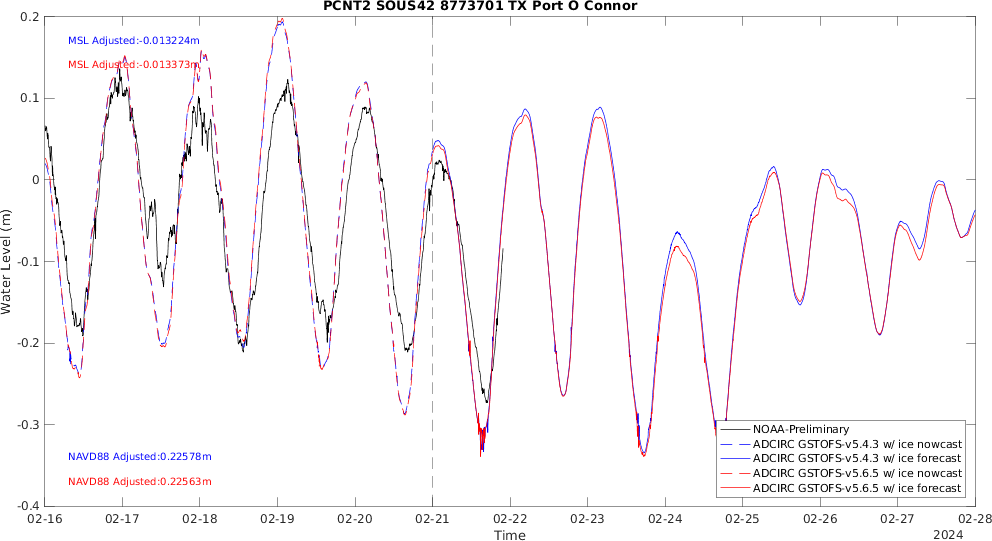 PCNT2 SOUS42 8773701 TX Port O Connor
0.2
MSL Adjusted:-0.013224m
MSL Adjusted:-0.013373m
0.1
0
-0.1
-0.2
-0.3
-0.4
Water Level (m)
NAVD88 Adjusted:0.22578m
NAVD88 Adjusted:0.22563m
NOAA-Preliminary
ADCIRC GSTOFS-v5.4.3 w/ ice nowcast
ADCIRC GSTOFS-v5.4.3 w/ ice forecast
ADCIRC GSTOFS-v5.6.5 w/ ice nowcast
ADCIRC GSTOFS-v5.6.5 w/ ice forecast
02-16 02-17 02-18 02-19 02-20 02-21 02-22 02-23 02-24 02-25 02-26 02-27 02-28
Time
2024